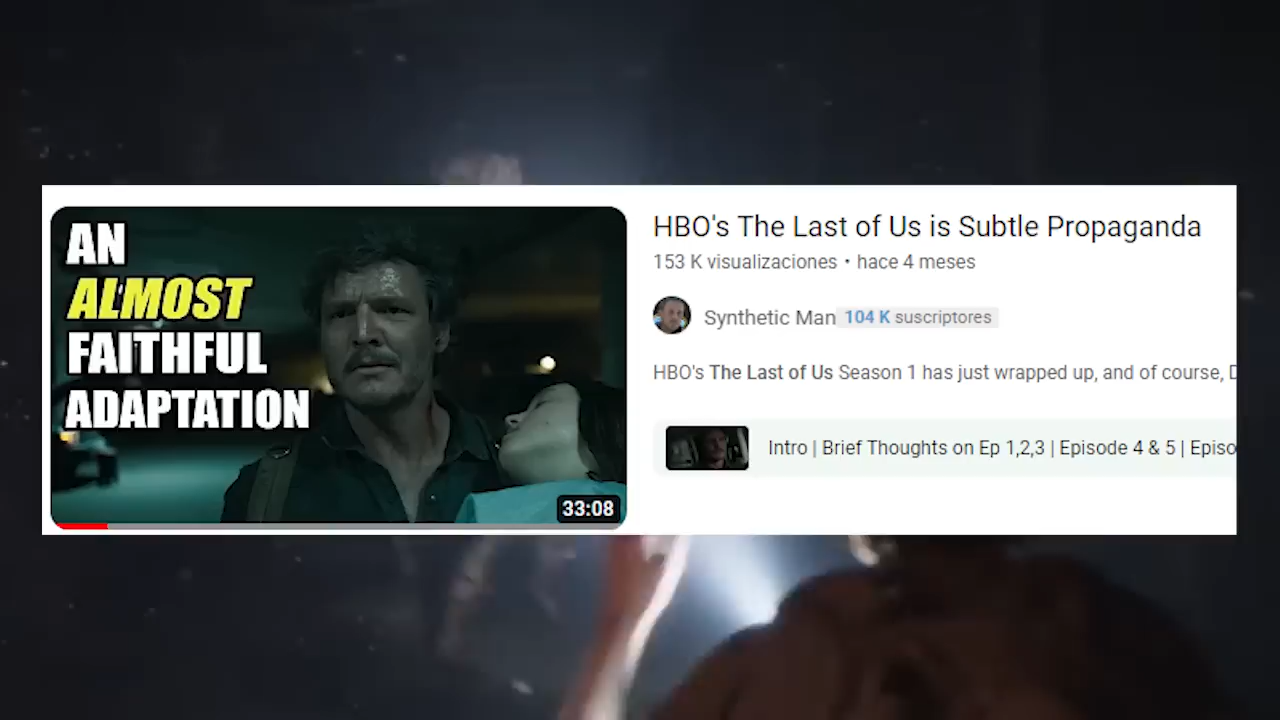 AN
ALMOST
FAITHFUL
ADAPTATION
33:08
HBO's The Last of Us is Subtle Propaganda
153 K visualizaciones • hace 4 meses
Synthetic Man 104 K suscriptores
HBO's The Last of Us Season 1 has just wrapped up, and of course, D
Intro | Brief Thoughts on Ep 1,2,3 | Episode 4 & 5 | Episo